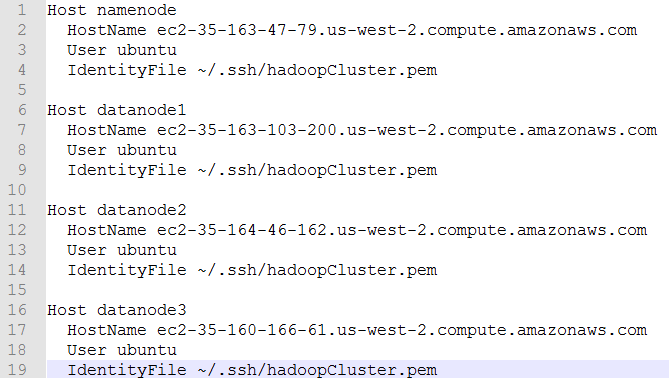 1 Host namenode
2   HostName ec2-35-163-47-79.us-west-2.compute.amazonaws.com
3   User ubuntu
4   IdentityFile ~/.ssh/hadoopCluster.pem
5
6 Host datanode1
7   HostName ec2-35-163-103-200.us-west-2.compute.amazonaws.com
8   User ubuntu
9   IdentityFile ~/.ssh/hadoopCluster.pem
10
11 Host datanode2
12   HostName ec2-35-164-46-162.us-west-2.compute.amazonaws.com
13   User ubuntu
14   IdentityFile ~/.ssh/hadoopCluster.pem
15
16 Host datanode3
17   HostName ec2-35-160-166-61.us-west-2.compute.amazonaws.com
18   User ubuntu
19   IdentityFile ~/.ssh/hadoopCluster.pem